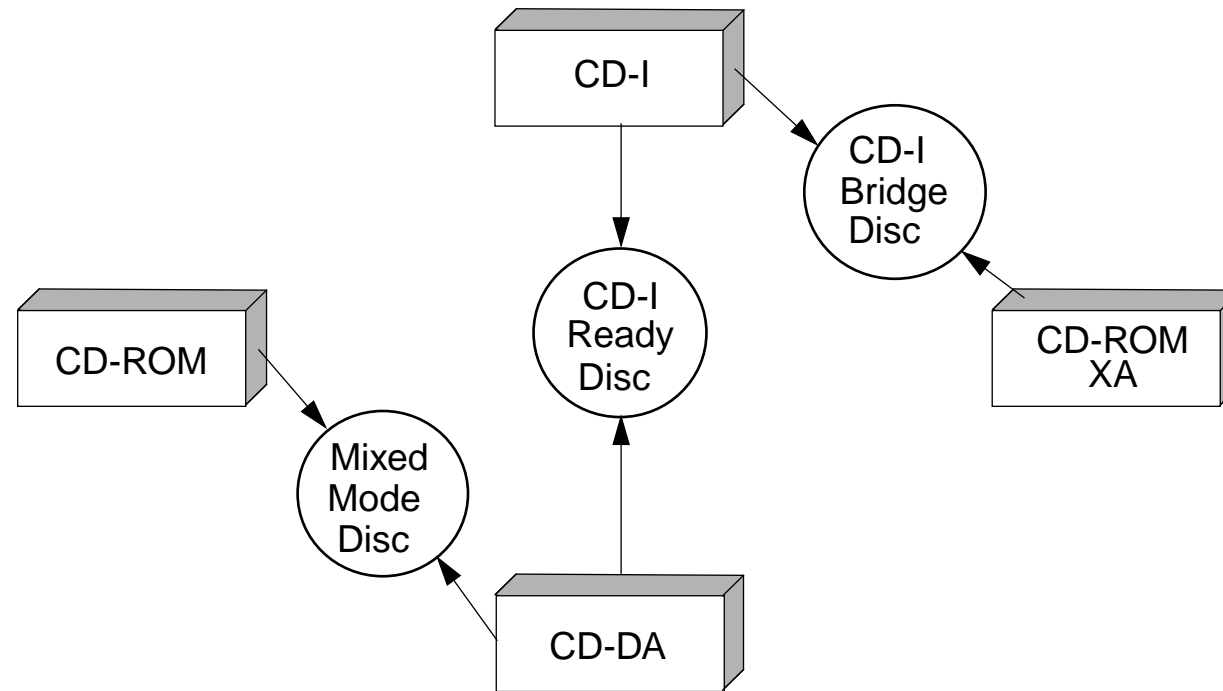 CD-I
CD-I
Bridge
Disc
CD-I
Ready
Disc
CD-ROM
CD-ROM
XA
Mixed
Mode
Disc
CD-DA